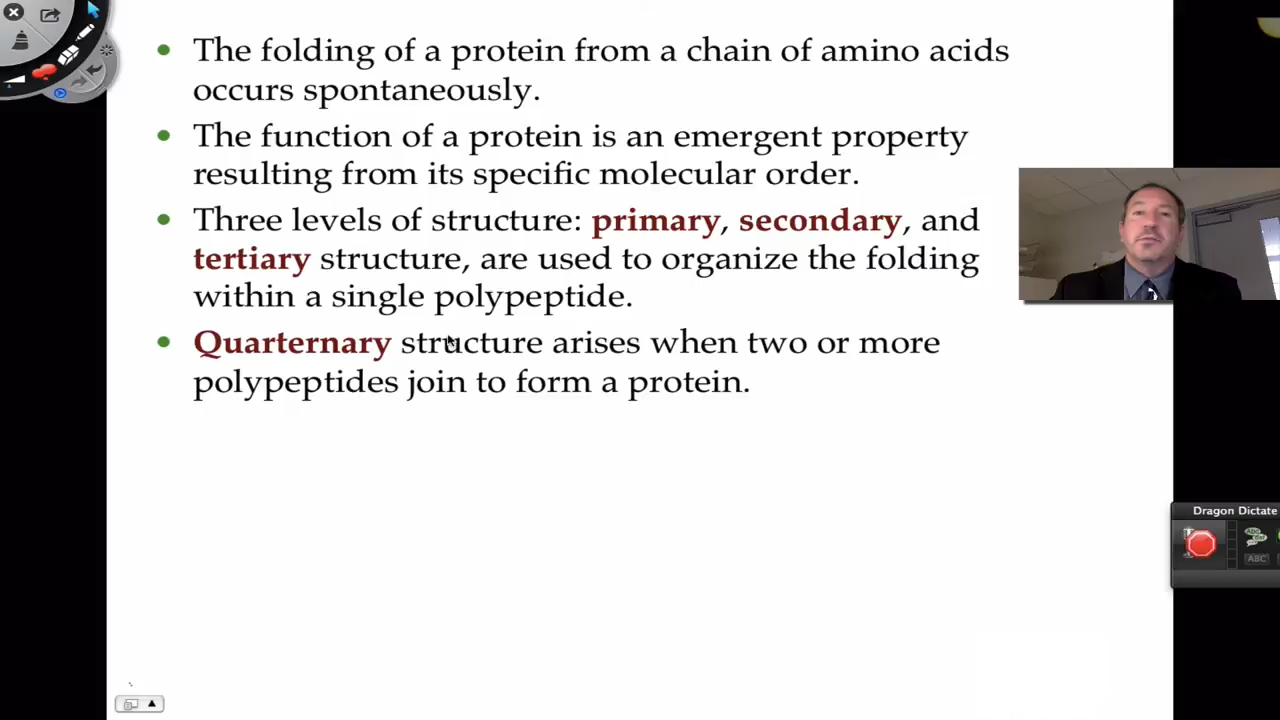 The folding of a protein from a chain of amino acids
occurs spontaneously.
The function of a protein is an emergent property
resulting from its specific molecular order.
Three levels of structure: primary, secondary, and
tertiary structure, are used to organize the folding
within a single polypeptide.
Quarternary structure arises when two or more
polypeptides join to form a protein.
Dragon Dictate
ABC